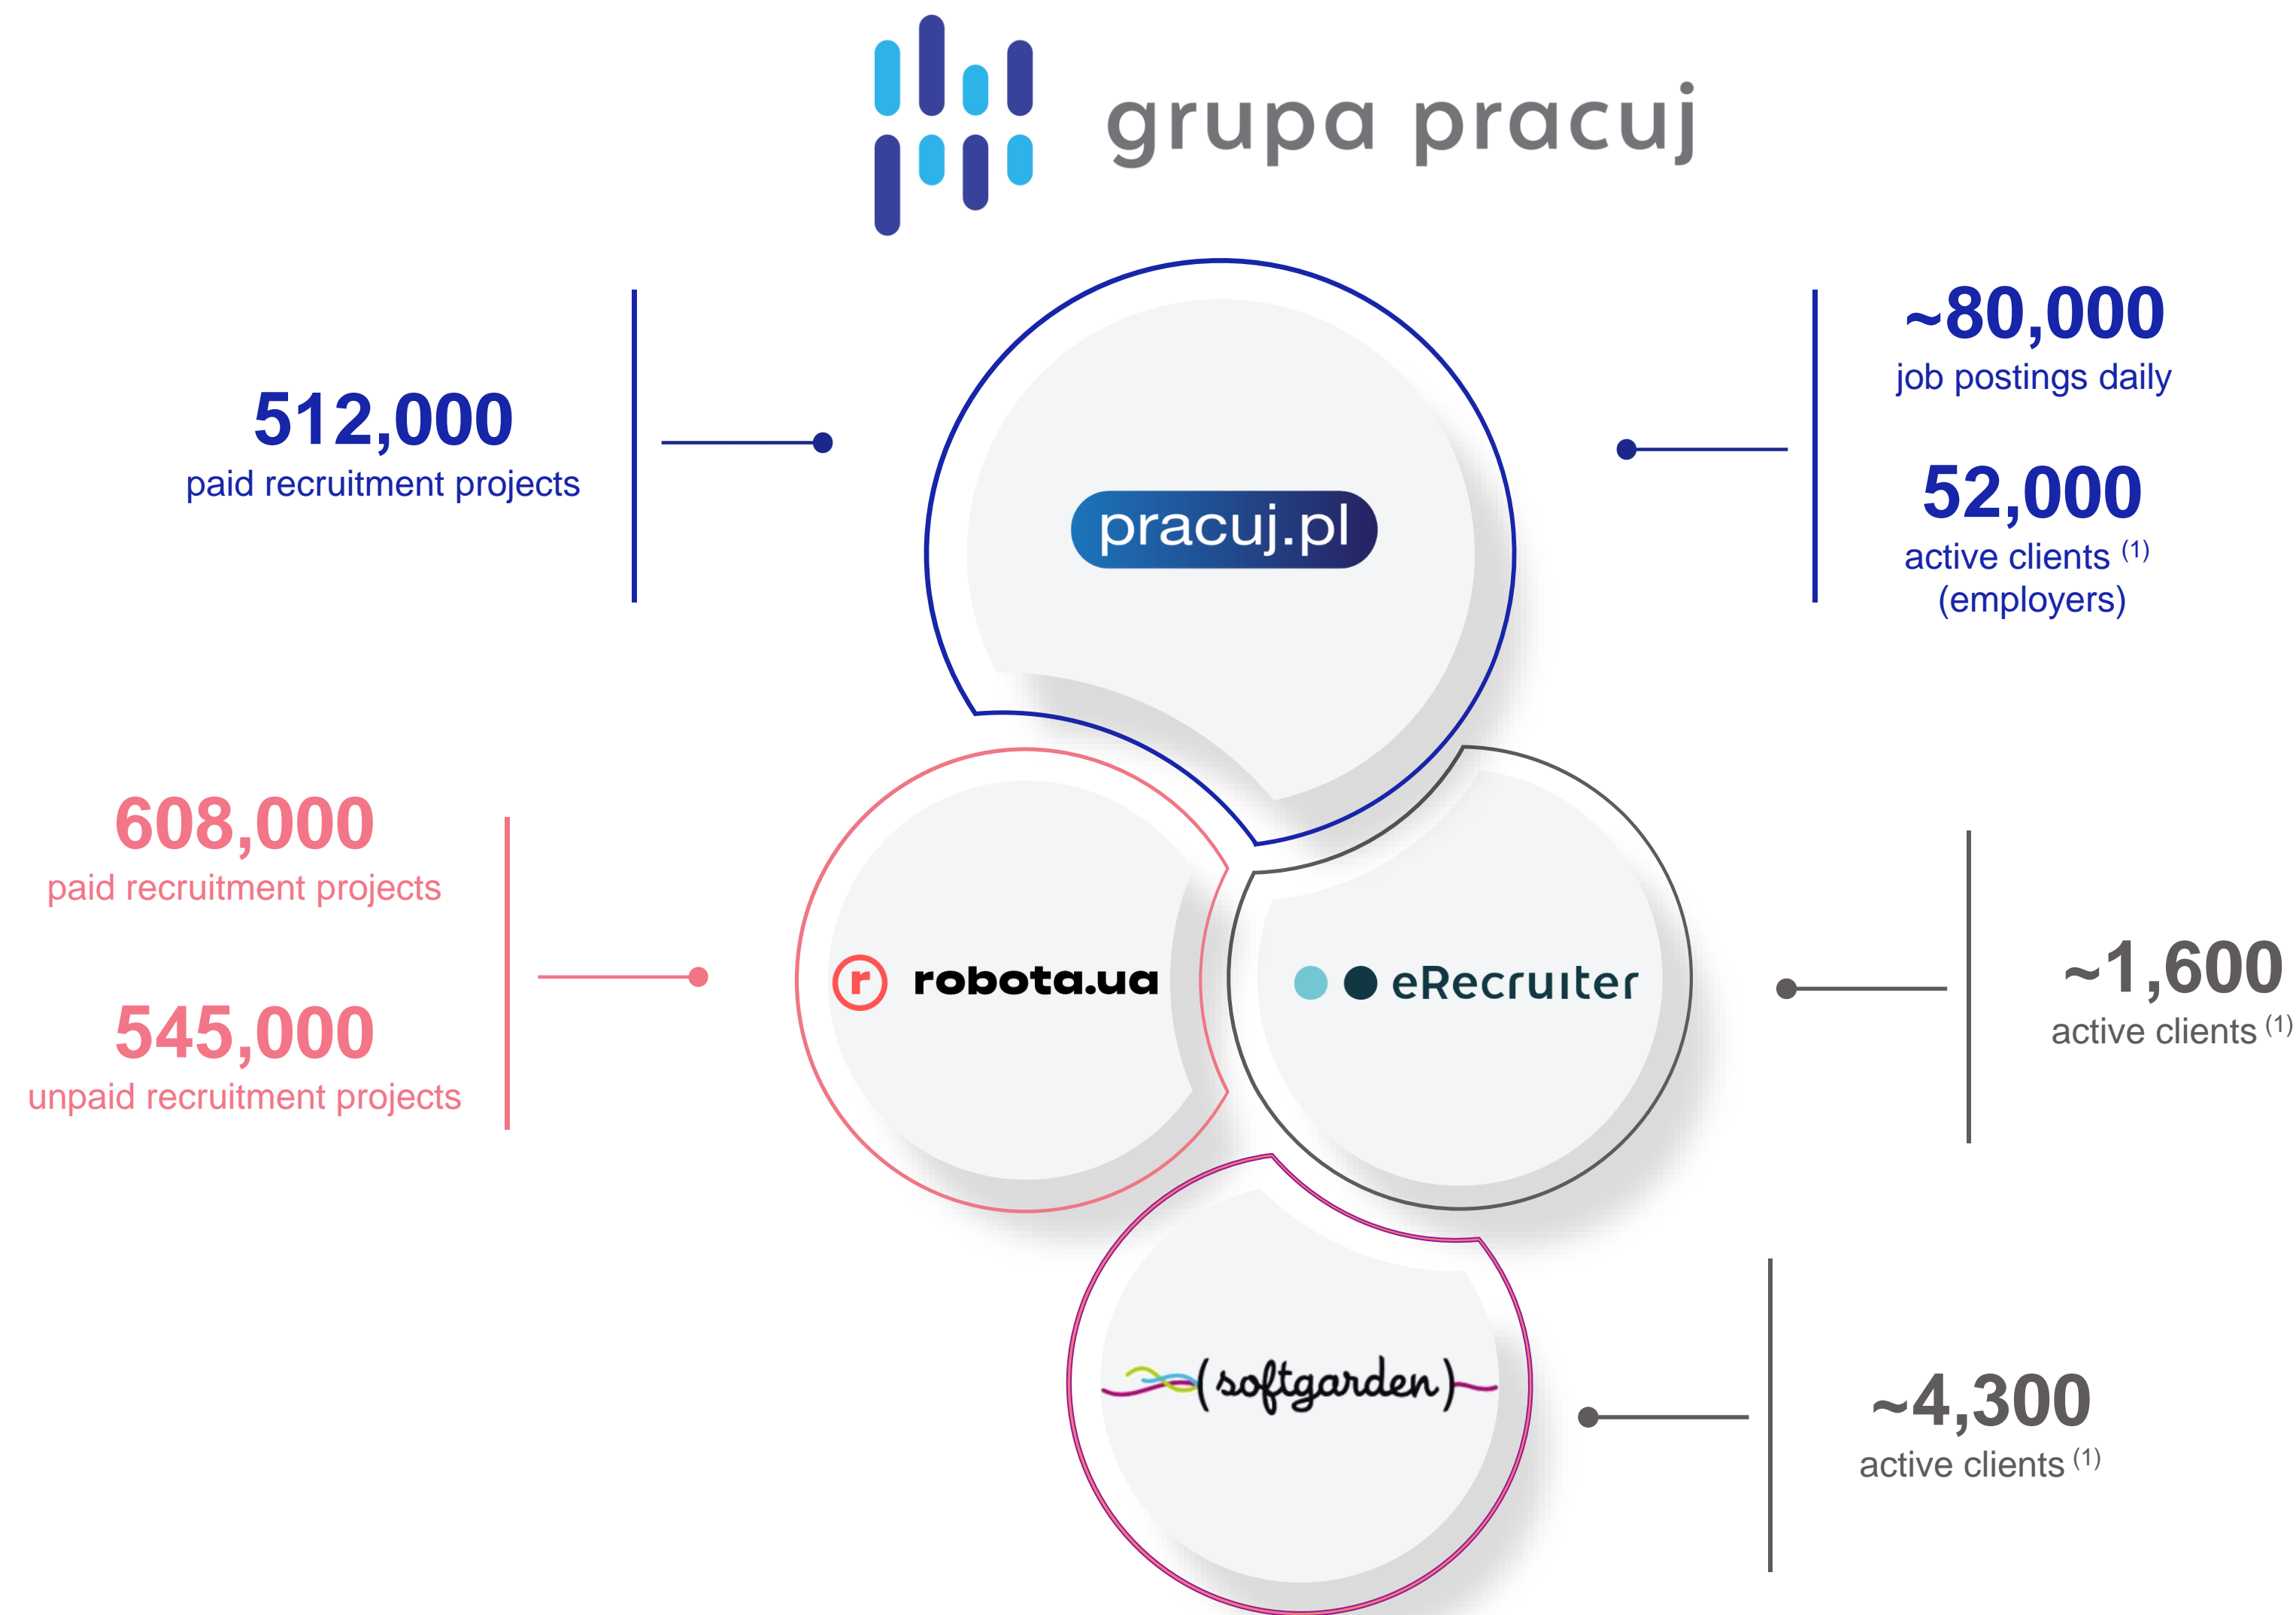 grupa pracuj
512,000
paid recruitment projects
~80,000
job postings daily
52,000
active clients (1)
(employers)
pracuj.pl
608,000
paid recruitment projects
545,000
unpaid recruitment projects
r robota.ua
eRecruiter
~1,600
active clients (1)
(softgarden)
~4,300
active clients (1)